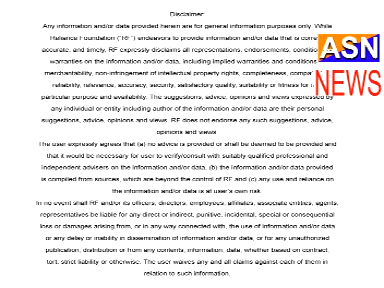 Disclaimer:
Any information and/or data provided herein are for general information purposes only. While
Reliance Foundation ("RF") endeavors to provide information and/or data that is corre
accurate, and timely, RF expressly disclaims all representations, endorsements, conditio
warranties on the information and/or data, including implied warranties and conditions
merchantability, non-infringement of intellectual property rights, completeness, compa
reliability, relevance, accuracy, security, satisfactory quality, suitability or fitness for
particular purpose and availability. The suggestions, advice, opinions and views expressed by
any individual or entity including author of the information and/or data are their personal
suggestions, advice, opinions and views. RF does not endorse any such suggestions, advice,
opinions and views
The user expressly agrees that (a) no advice is provided or shall be deemed to be provided and
that it would be necessary for user to verify/consult with suitably qualified professional and
independent advisers on the information and/or data, (b) the information and/or data provided
is compiled from sources, which are beyond the control of RF and (c) any use and reliance on
the information and/or data is at user's own risk
In no event shall RF and/or its officers, directors, employees, affiliates, associate entities, agents,
representatives be liable for any direct or indirect, punitive, incidental, special or consequential
loss or damages arising from, or in any way connected with, the use of information and/or data
or any delay or inability in dissemination of information and/or data, or for any unauthorized
publication, distribution or from any contents, information, data, whether based on contract,
tort, strict liability or otherwise. The user waives any and all claims against each of them in
relation to such information.
ASN
NEWS